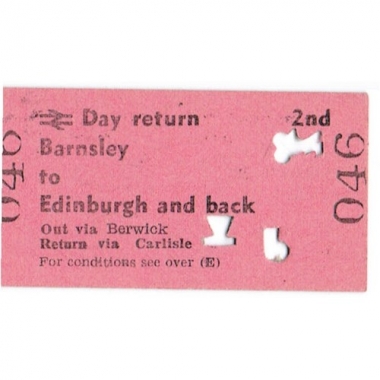 Day return 2nd
Barnsley
to
Edinburgh and back
Out via Berwick
Return via Carlisle
For conditions see over (E)
046
046